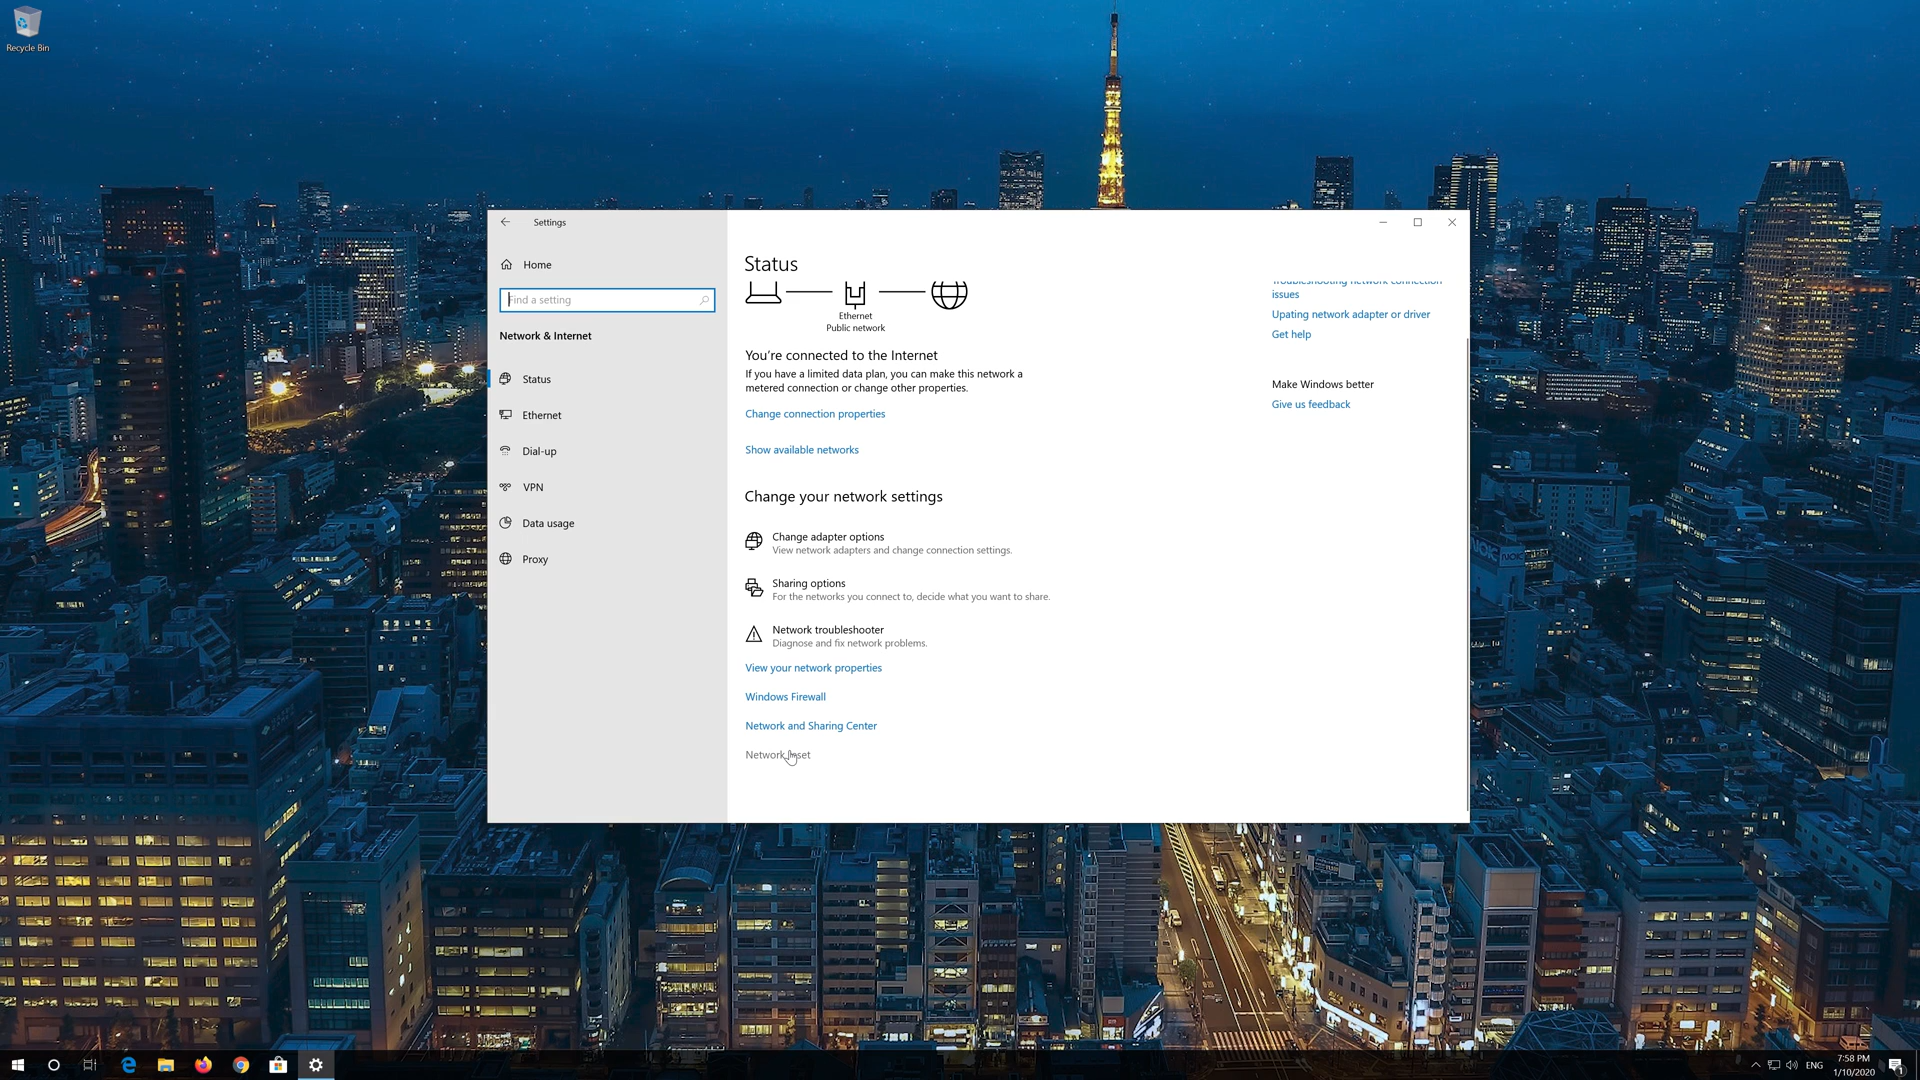 Recycle Bin
Settings
Home
Find a setting
Network & Internet
Status
Ethernet
Dial-up
VPN
Data usage
Proxy
Status
Ethernet
Public network
You're connected to the Internet
If you have a limited data plan, you can make this network a
metered connection or change other properties.
Change connection properties
Show available networks
Change your network settings
Change adapter options
View network adapters and change connection settings.
Sharing options
For the networks you connect to, decide what you want to share.
Network troubleshooter
Diagnose and fix network problems.
View your network properties
Windows Firewall
Network and Sharing Center
Network reset
Troubleshooting network connection
issues
Upating network adapter or driver
Get help
Make Windows better
Give us feedback
ENG
7:58 PM
1/10/2020
1